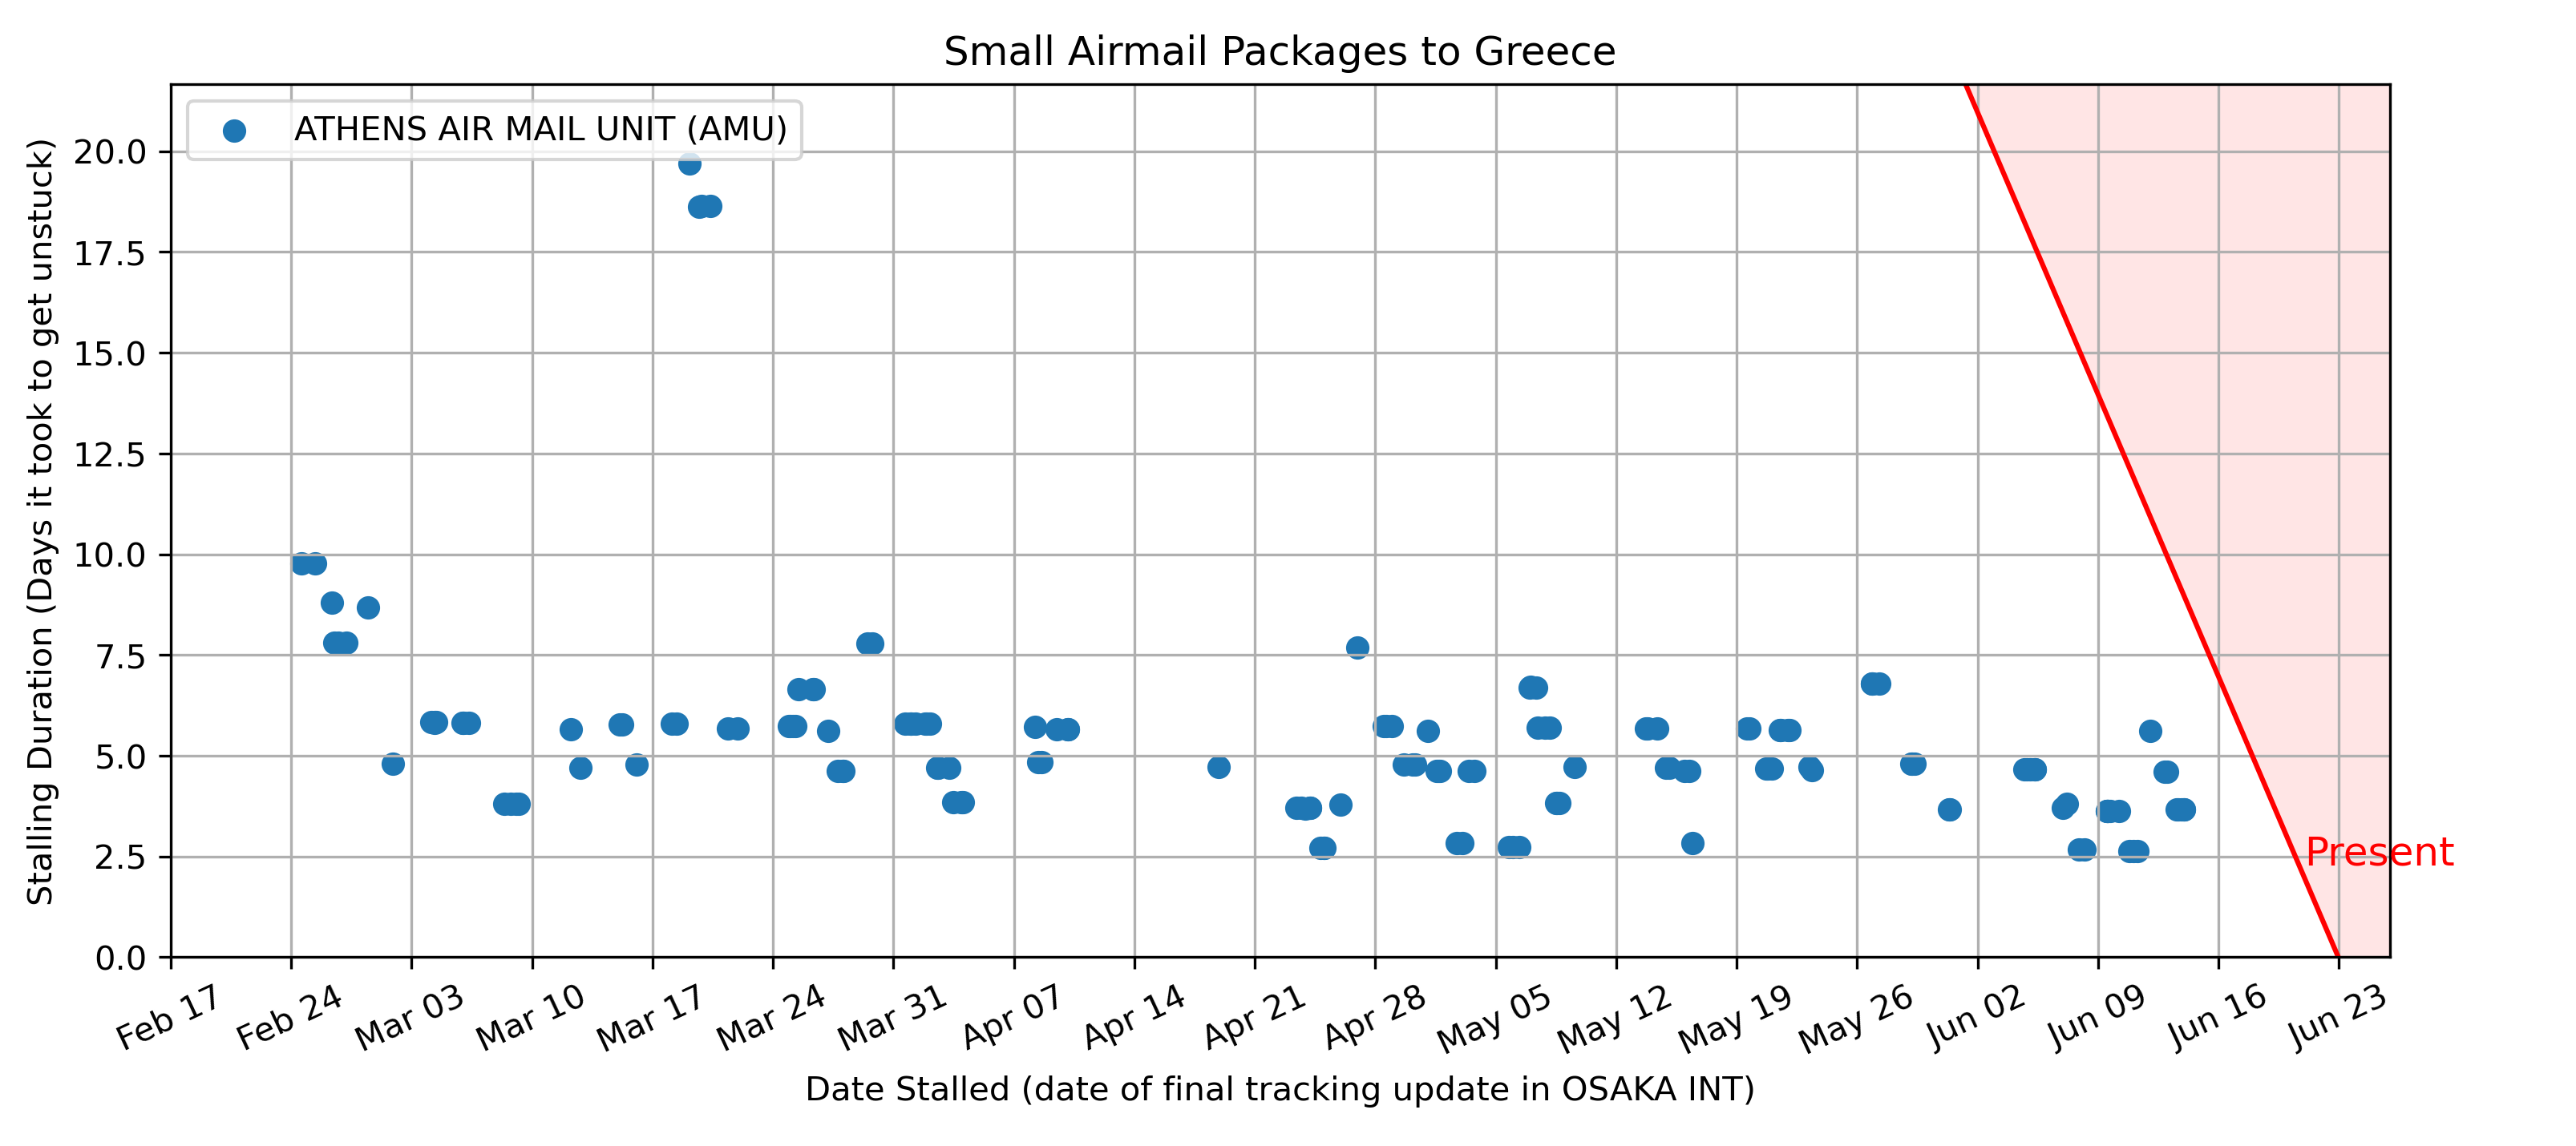 Small Airmail Packages to Greece
ATHENS AIR MAIL UNIT (AMU)
Stalling Duration (Days it took to get unstuck)
20.0
17.5
15.0
12.5
10.0
7.5
5.0
2.5
0.0
Present
Feb 17
Feb 24
Mar 03
Mar 10
Mar 17
Mar 24
Mar 31
Apr 07
Apr 14
Apr 21
Apr 28
May 05
May 12
May 19
May 26
Jun 02
Jun 09
Jun 16
Jun 23
Date Stalled (date of final tracking update in OSAKA INT)